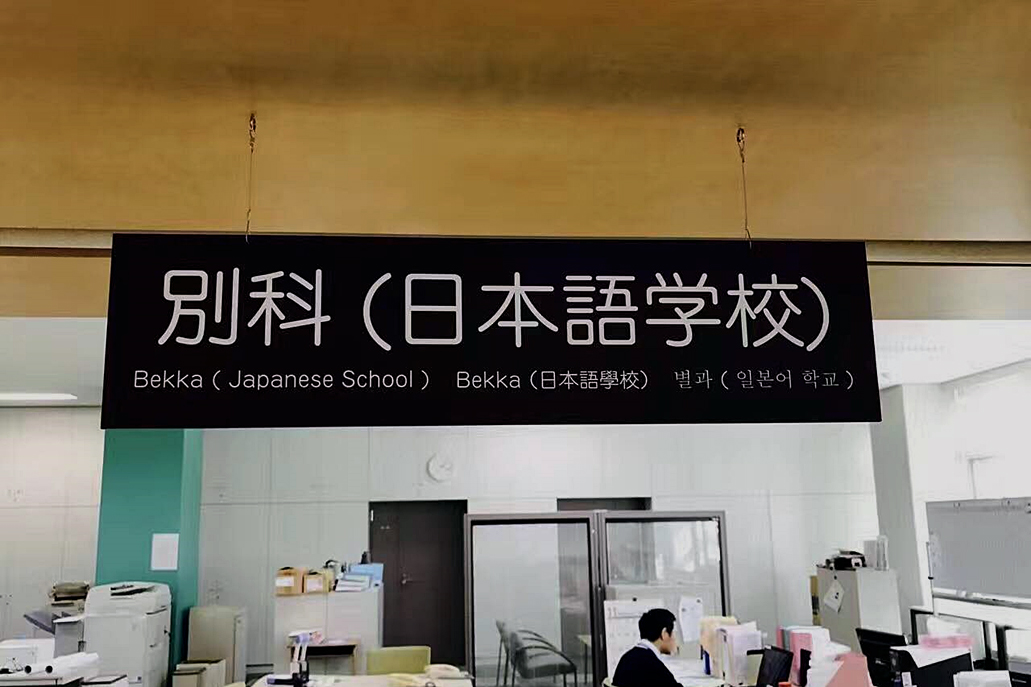 別科(日本語学校)
Bekka ( Japanese School ) Bekka (日本語學校) 별과 ( 일본어 학교 )
11